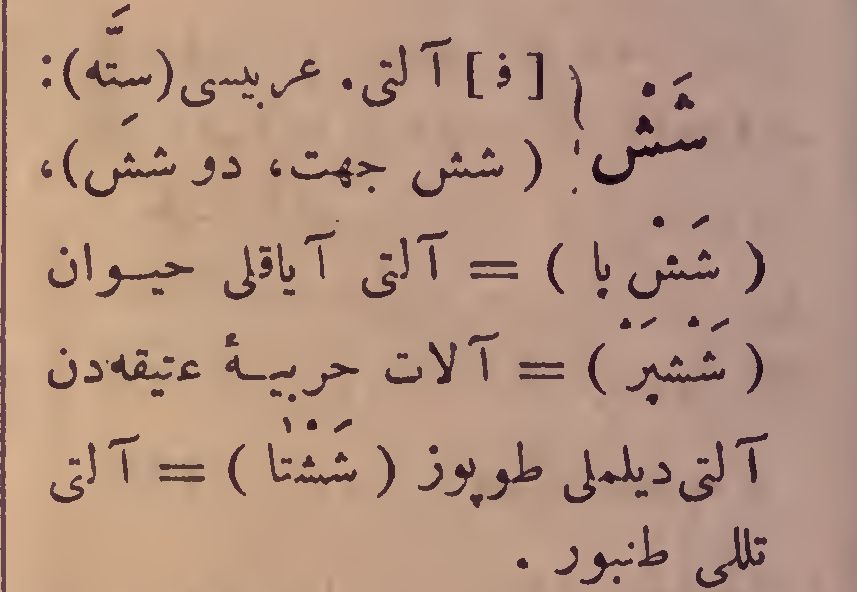 شَشْ [ف] آلتی. عربیسی (سَتَّه):
(شش جهت، دو شش)،
(شَشْ با) = آلتی آیاقلی حیوان
(شَشْپَرْ) = آلات حربیهٔ عتیقه‌دن
آلتی دیلملی طوپوز (شَشْتا) = آلتی
تللی طنبور.